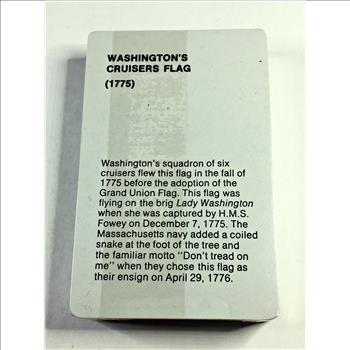 WASHINGTON'S
CRUISERS FLAG
(1775)
Washington's squadron of six
cruisers flew this flag in the fall of
1775 before the adoption of the
Grand Union Flag. This flag was
flying on the brig Lady Washington
when she was captured by H.M.S.
Fowey on December 7, 1775. The
Massachusetts navy added a coiled
snake at the foot of the tree and
the familiar motto "Don't tread on
me" when they chose this flag as
their ensign on April 29, 1776.